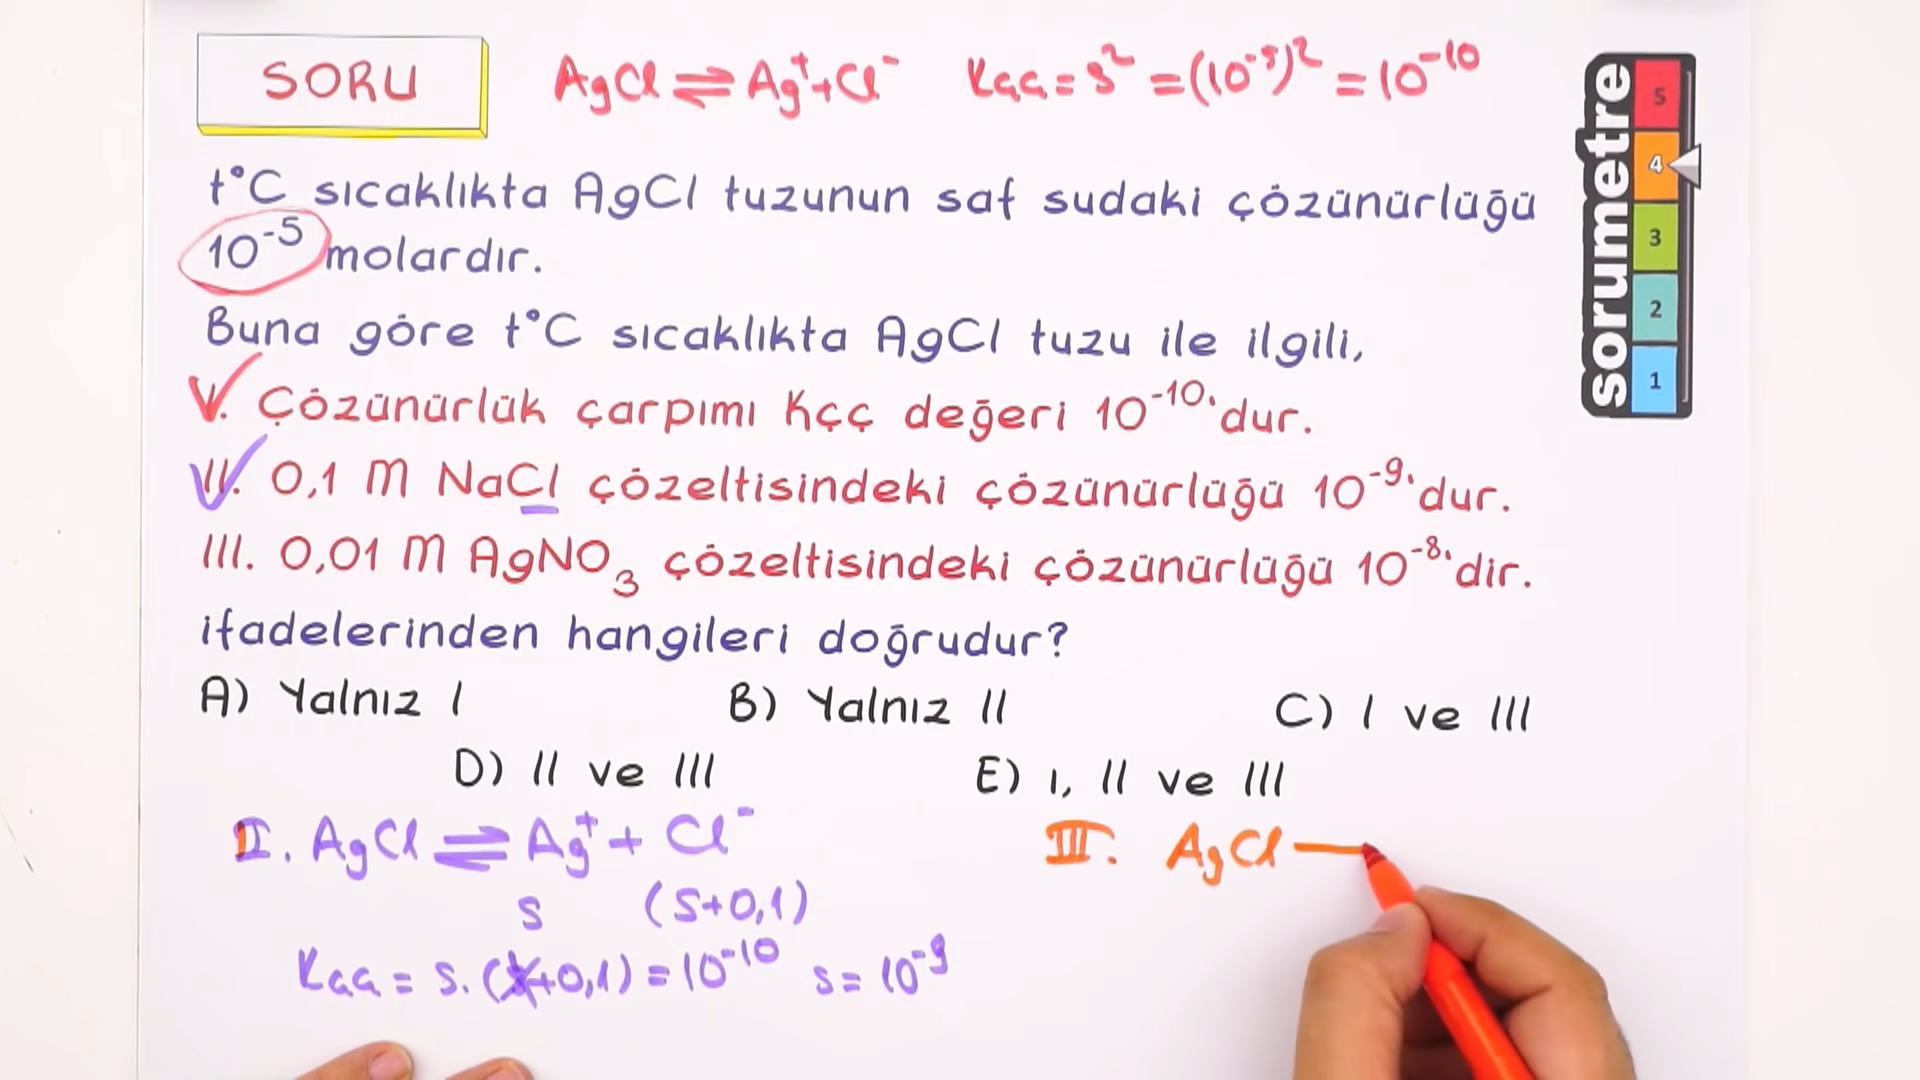 SORU
AgCl ⇌ Ag⁺+Cl⁻ Kçç = s² = (10⁻⁵)² = 10⁻¹⁰
t°C sıcaklıkta AgCl tuzunun saf sudaki çözünürlüğü
10⁻⁵ molardır.
Buna göre t°C sıcaklıkta AgCl tuzu ile ilgili,
I. Çözünürlük çarpımı Kçç değeri 10⁻¹⁰'dur.
II. 0,1 M NaCl çözeltisindeki çözünürlüğü 10⁻⁹'dur.
III. 0,01 M AgNO₃ çözeltisindeki çözünürlüğü 10⁻⁸'dir.
ifadelerinden hangileri doğrudur?
A) Yalnız I B) Yalnız II C) I ve III
D) II ve III E) I, II ve III
II. AgCl ⇌ Ag⁺ + Cl⁻
s (s+0,1)
Kçç = s.(s+0,1) = 10⁻¹⁰ s = 10⁻⁹
III. AgCl —
sorumetre
5
4
3
2
1